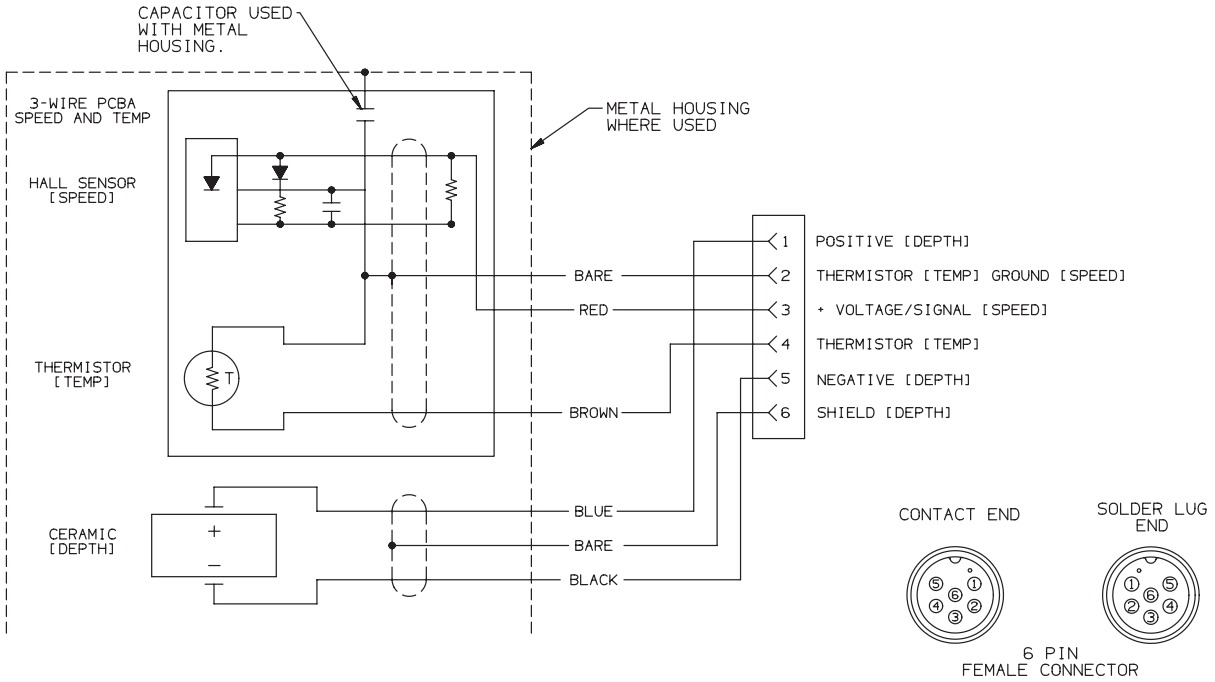 CAPACITOR USED
WITH METAL
HOUSING.
3-WIRE PCBA
SPEED AND TEMP
METAL HOUSING
WHERE USED
HALL SENSOR
[SPEED]
1 POSITIVE [DEPTH]
BARE
2 THERMISTOR [TEMP] GROUND [SPEED]
RED
3 + VOLTAGE/SIGNAL [SPEED]
4 THERMISTOR [TEMP]
THERMISTOR
[TEMP]
T
5 NEGATIVE [DEPTH]
BROWN
6 SHIELD [DEPTH]
CERAMIC
[DEPTH]
+
–
BLUE
BARE
BLACK
CONTACT END
5 1
6
4 2
3
SOLDER LUG
END
1 5
6
2 4
3
6 PIN
FEMALE CONNECTOR